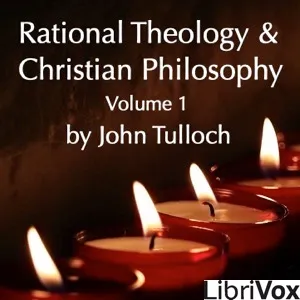 Rational Theology &
Christian Philosophy
Volume 1
by John Tulloch
LibriVox